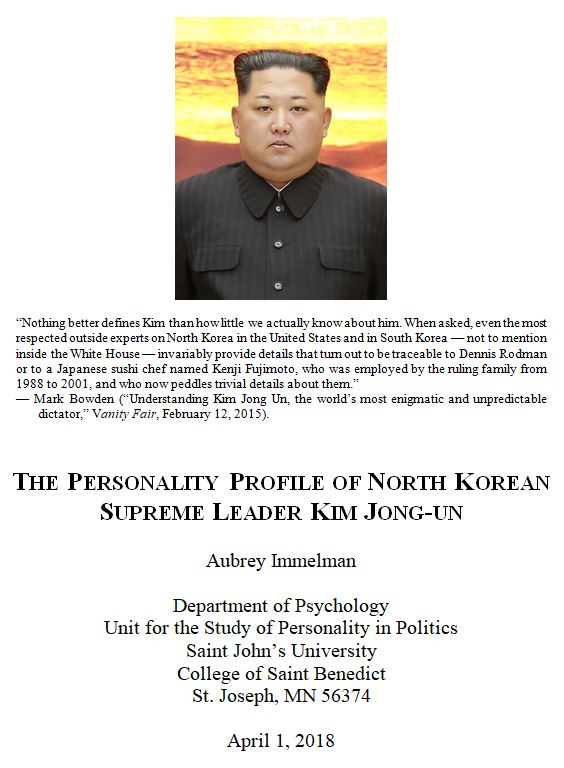 “Nothing better defines Kim than how little we actually know about him. When asked, even the most
respected outside experts on North Korea in the United States and in South Korea — not to mention
inside the White House — invariably provide details that turn out to be traceable to Dennis Rodman
or to a Japanese sushi chef named Kenji Fujimoto, who was employed by the ruling family from
1988 to 2001, and who now peddles trivial details about them.”
— Mark Bowden (“Understanding Kim Jong Un, the world’s most enigmatic and unpredictable
dictator,” Vanity Fair, February 12, 2015).
THE PERSONALITY PROFILE OF NORTH KOREAN
SUPREME LEADER KIM JONG-UN
Aubrey Immelman
Department of Psychology
Unit for the Study of Personality in Politics
Saint John’s University
College of Saint Benedict
St. Joseph, MN 56374
April 1, 2018